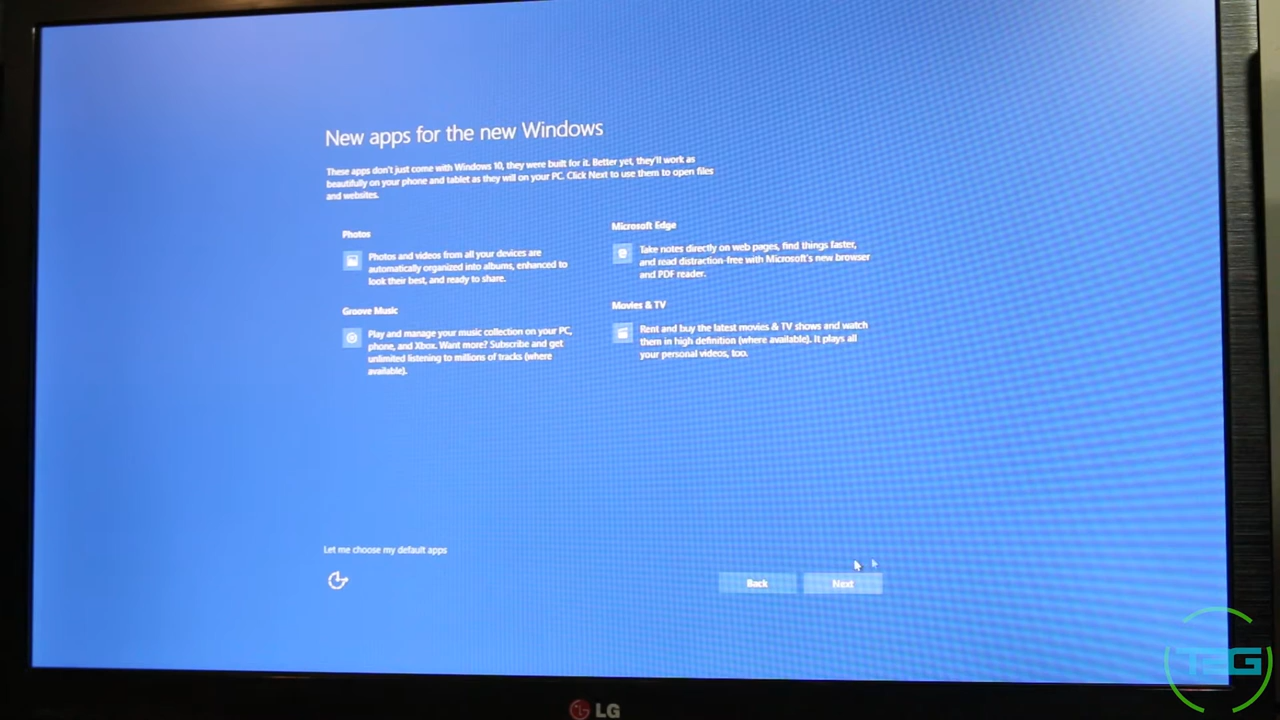 New apps for the new Windows
These apps don't just come with Windows 10, they were built for it. Better yet, they'll work as
beautifully on your phone and tablet as they will on your PC. Click Next to use them to open files
and websites.
Photos
Photos and videos from all your devices are
automatically organized into albums, enhanced to
look their best, and ready to share.
Groove Music
Play and manage your music collection on your PC,
phone, and Xbox. Want more? Subscribe and get
unlimited listening to millions of tracks (where
available).
Microsoft Edge
Take notes directly on web pages, find things faster,
and read distraction-free with Microsoft's new browser
and PDF reader.
Movies & TV
Rent and buy the latest movies & TV shows and watch
them in high definition (where available). It plays all
your personal videos, too.
Let me choose my default apps
Back
Next
LG
T2G